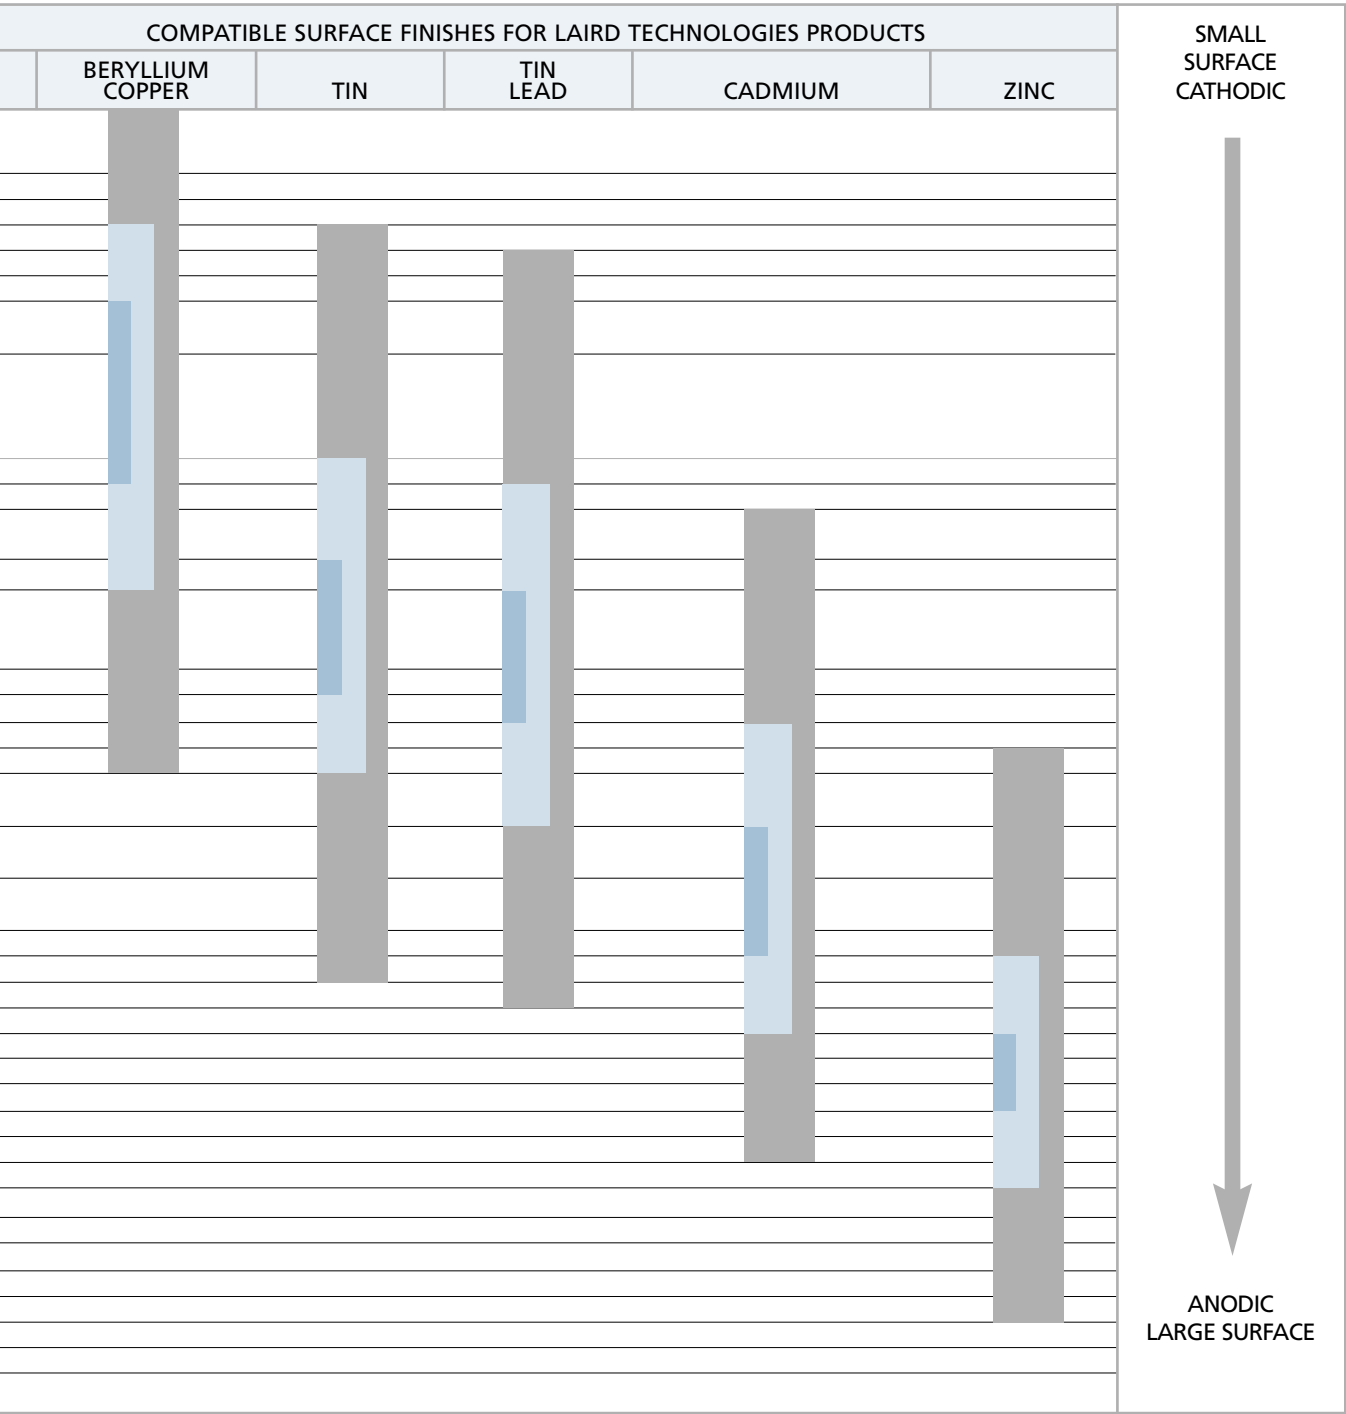 COMPATIBLE SURFACE FINISHES FOR LAIRD TECHNOLOGIES PRODUCTS
BERYLLIUM
COPPER
TIN
TIN
LEAD
CADMIUM
ZINC
SMALL
SURFACE
CATHODIC
ANODIC
LARGE SURFACE